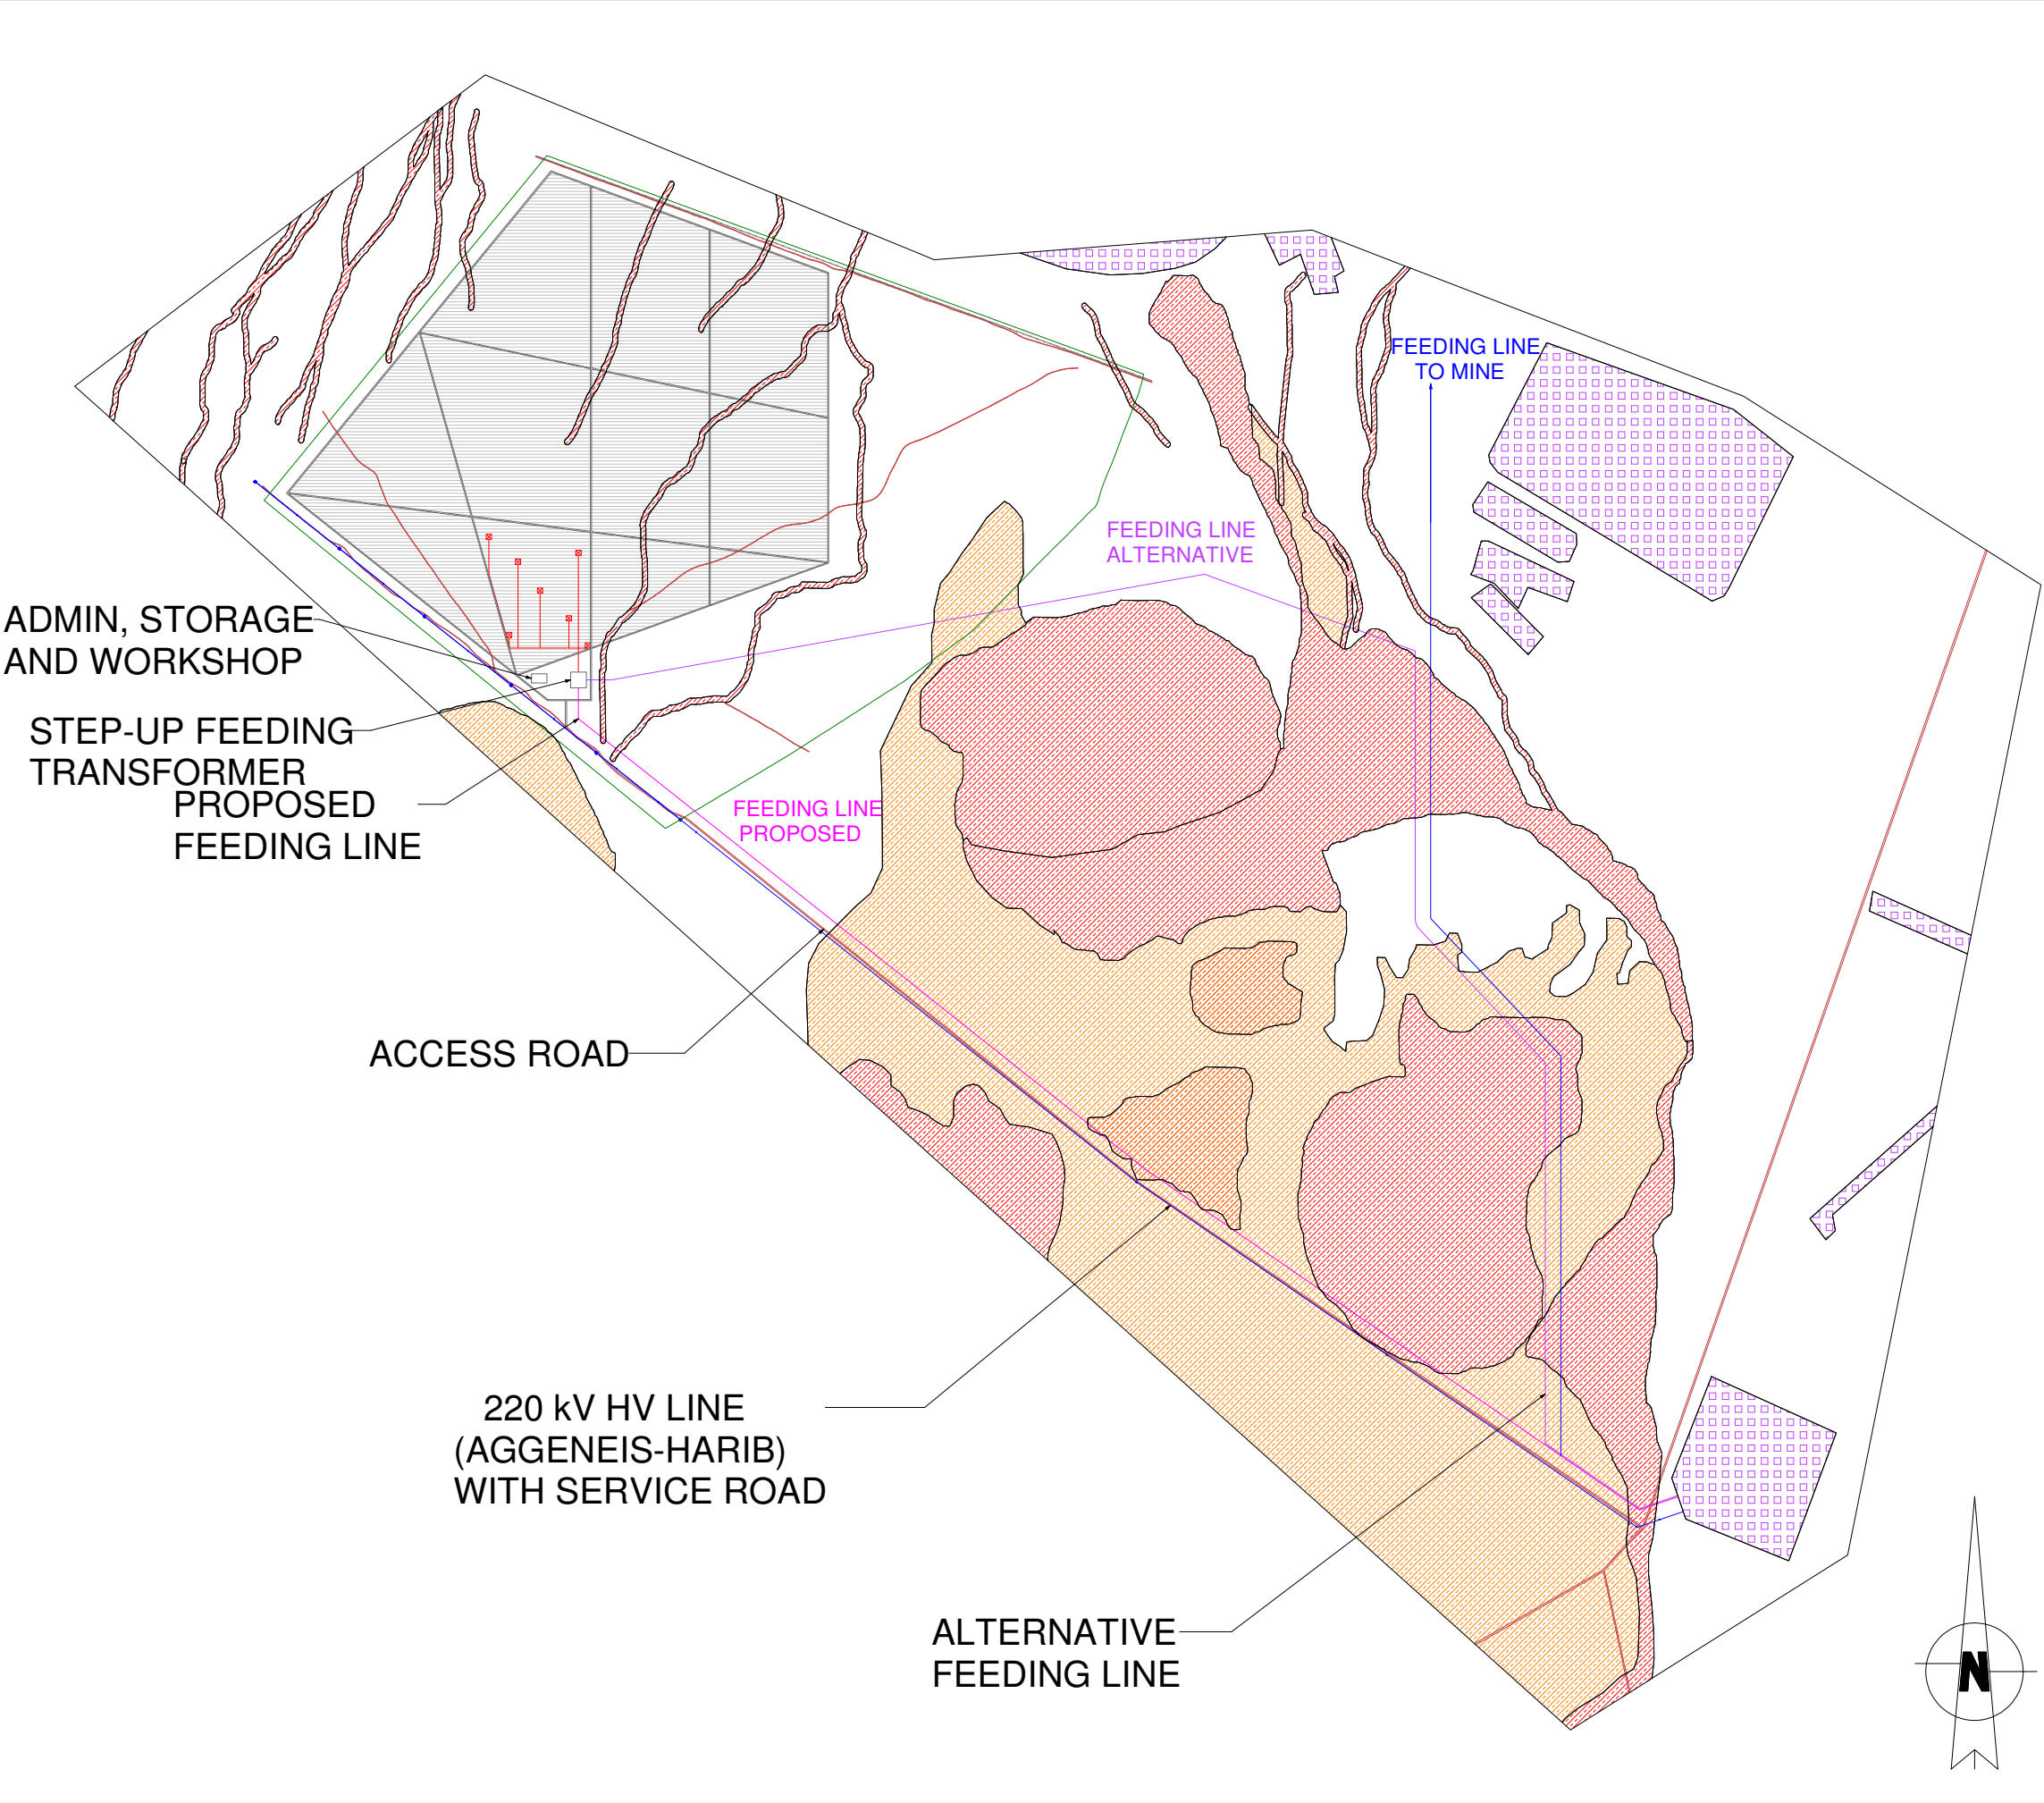 FEEDING LINE
TO MINE
FEEDING LINE
ALTERNATIVE
ADMIN, STORAGE
AND WORKSHOP
STEP-UP FEEDING
TRANSFORMER
PROPOSED
FEEDING LINE
FEEDING LINE
PROPOSED
ACCESS ROAD
220 kV HV LINE
(AGGENEIS-HARIB)
WITH SERVICE ROAD
ALTERNATIVE
FEEDING LINE
N